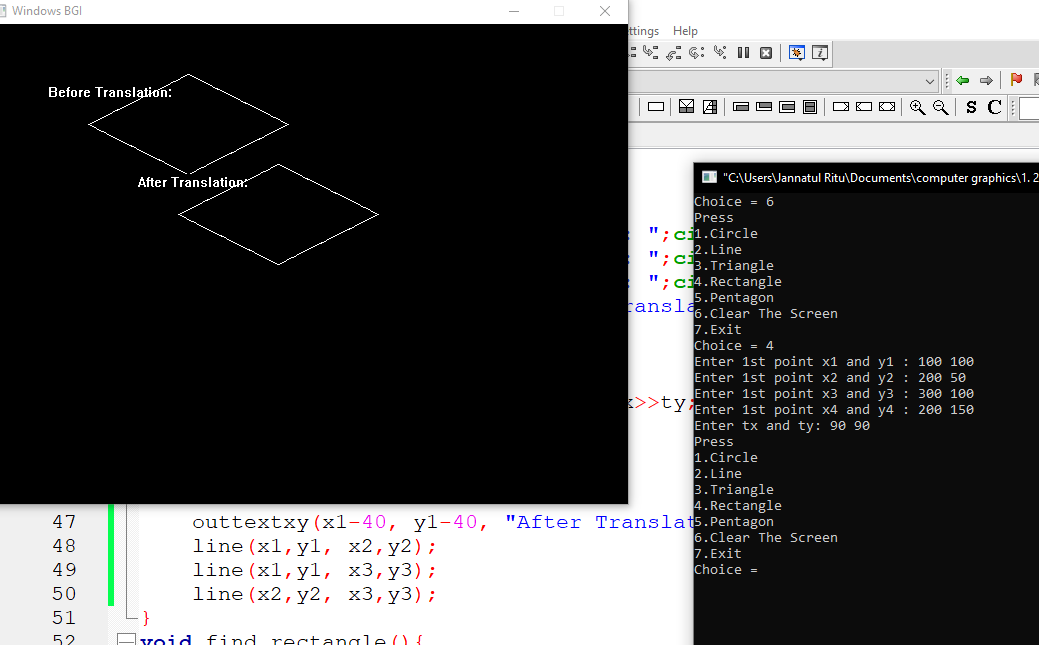 Windows BGI
Before Translation:
After Translation:
ttings Help
S C
: ";ci
: ";ci
: ";ci
ransla
x>>ty;
"C:\Users\Jannatul Ritu\Documents\computer graphics\1. 2
Choice = 6
Press
1.Circle
2.Line
3.Triangle
4.Rectangle
5.Pentagon
6.Clear The Screen
7.Exit
Choice = 4
Enter 1st point x1 and y1 : 100 100
Enter 1st point x2 and y2 : 200 50
Enter 1st point x3 and y3 : 300 100
Enter 1st point x4 and y4 : 200 150
Enter tx and ty: 90 90
Press
1.Circle
2.Line
3.Triangle
4.Rectangle
5.Pentagon
6.Clear The Screen
7.Exit
Choice =
47 outtextxy(x1-40, y1-40, "After Translat
48 line(x1,y1, x2,y2);
49 line(x1,y1, x3,y3);
50 line(x2,y2, x3,y3);
51 }
52 void find_rectangle(){